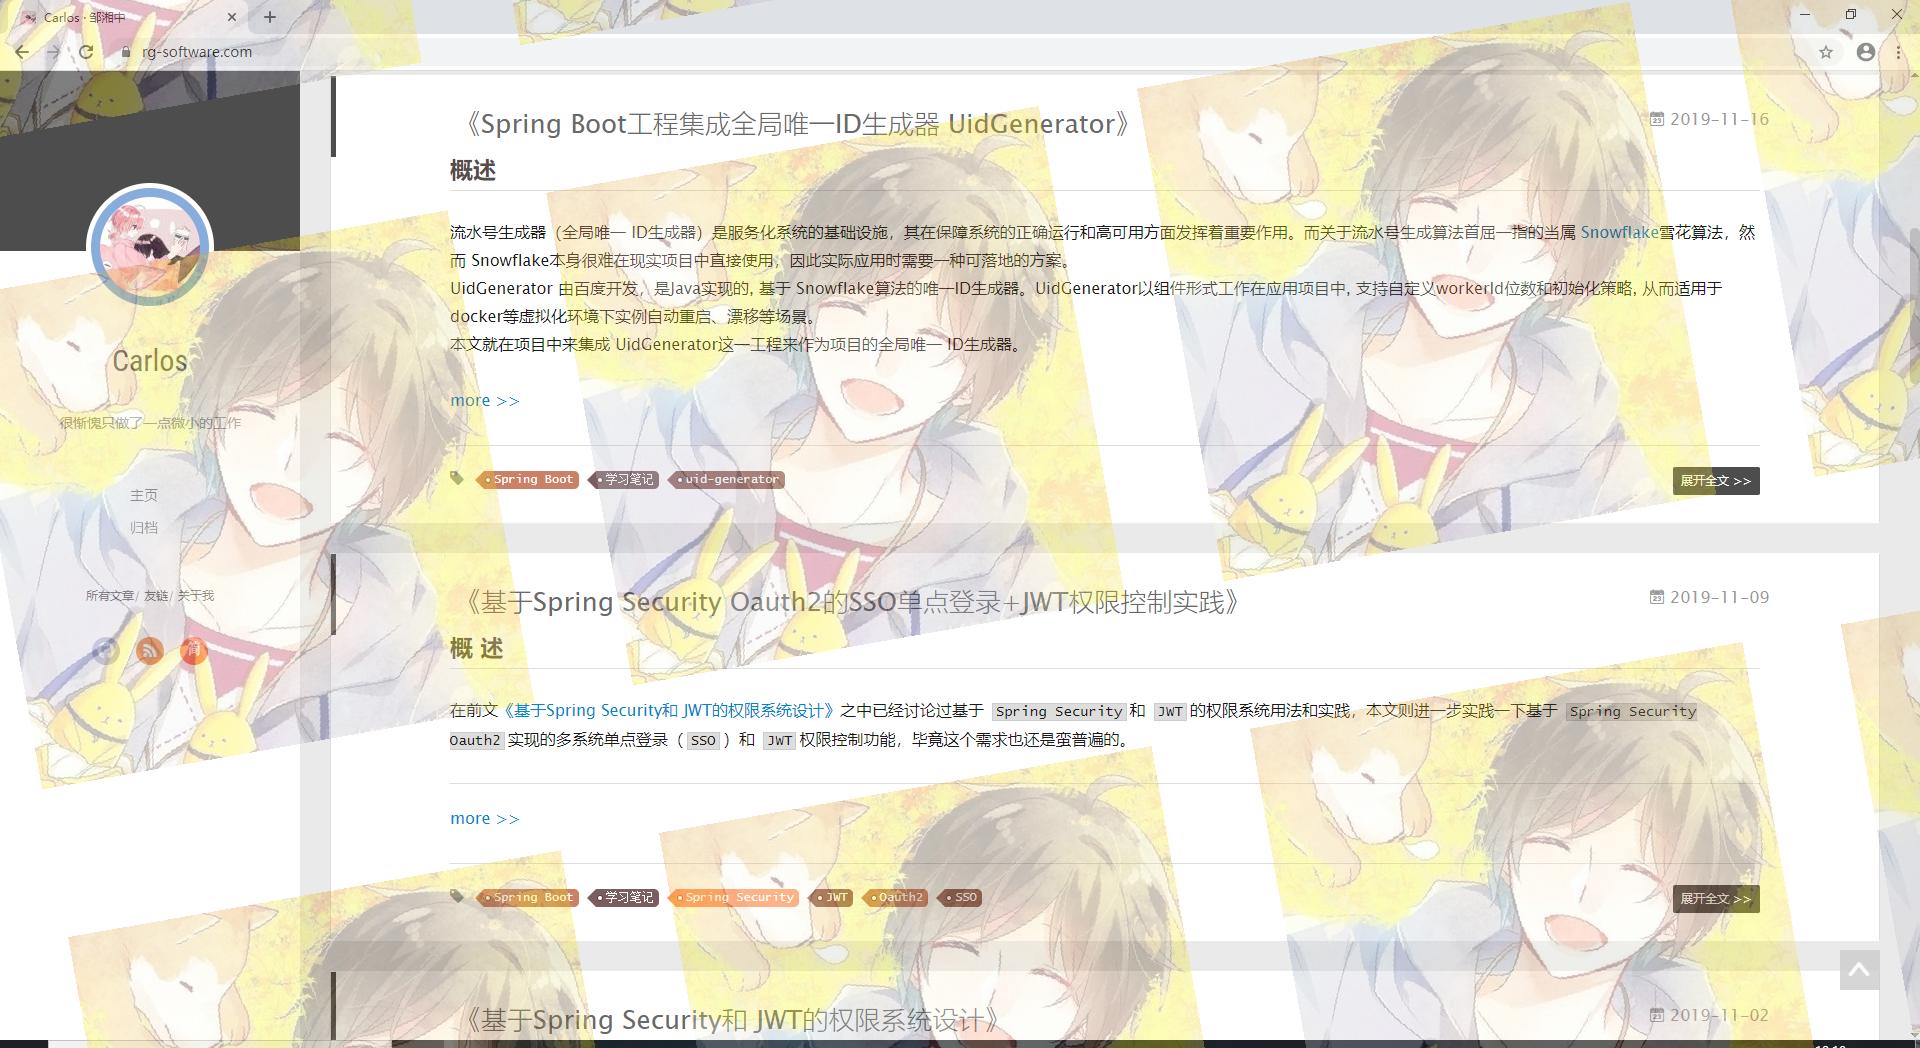 Carlos · 邹湘中
rg-software.com
Carlos
很惭愧只做了一点微小的工作
主页
归档
所有文章/ 友链/ 关于我
简
《Spring Boot工程集成全局唯一ID生成器 UidGenerator》
2019-11-16
概述
流水号生成器（全局唯一 ID生成器）是服务化系统的基础设施，其在保障系统的正确运行和高可用方面发挥着重要作用。而关于流水号生成算法首屈一指的当属 Snowflake雪花算法，然
而 Snowflake本身很难在现实项目中直接使用，因此实际应用时需要一种可落地的方案。
UidGenerator 由百度开发，是Java实现的, 基于 Snowflake算法的唯一ID生成器。UidGenerator以组件形式工作在应用项目中, 支持自定义workerId位数和初始化策略, 从而适用于
docker等虚拟化环境下实例自动重启、漂移等场景。
本文就在项目中来集成 UidGenerator这一工程来作为项目的全局唯一 ID生成器。
more >>
Spring Boot 学习笔记 uid-generator
展开全文 >>
《基于Spring Security Oauth2的SSO单点登录+JWT权限控制实践》
2019-11-09
概 述
在前文《基于Spring Security和 JWT的权限系统设计》之中已经讨论过基于 Spring Security 和 JWT 的权限系统用法和实践，本文则进一步实践一下基于 Spring Security
Oauth2 实现的多系统单点登录（ SSO ）和 JWT 权限控制功能，毕竟这个需求也还是蛮普遍的。
more >>
Spring Boot 学习笔记 Spring Security JWT Oauth2 SSO
展开全文 >>
《基于Spring Security和 JWT的权限系统设计》
2019-11-02